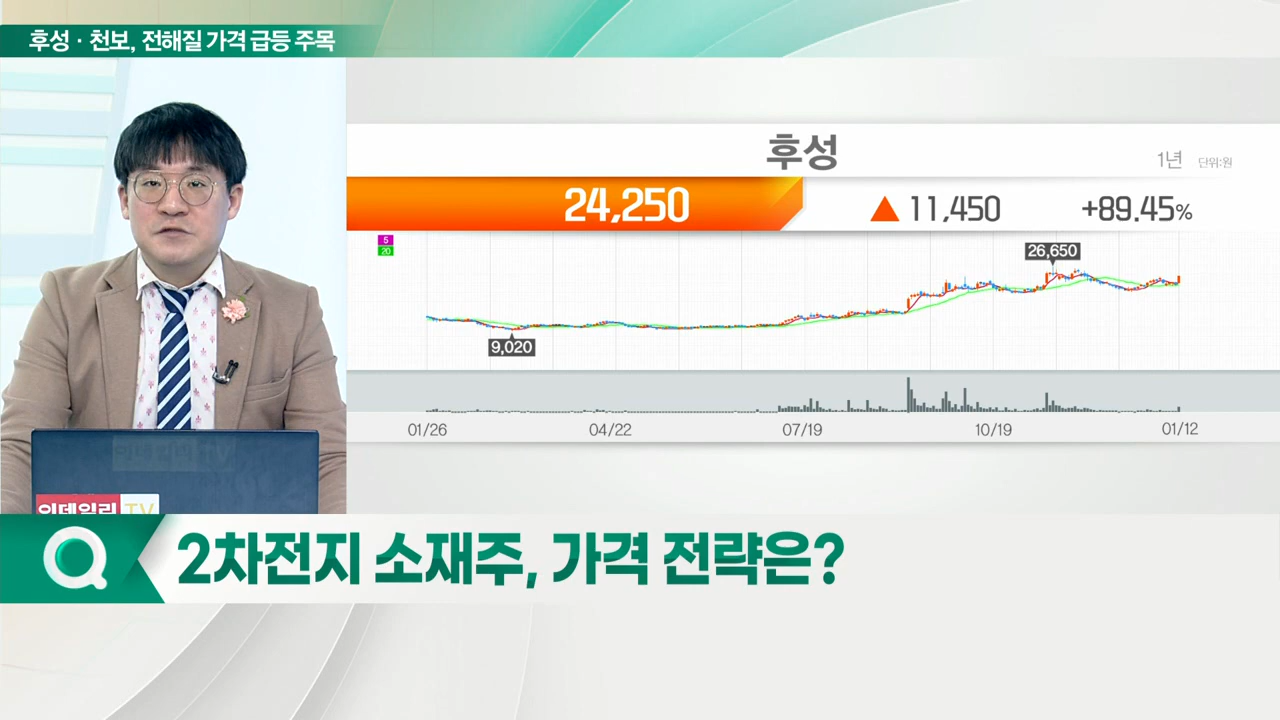 후성 · 천보, 전해질 가격 급등 주목
후성
1년 단위:원
24,250 ▲ 11,450 +89.45%
5
20
26,650
9,020
01/26 04/22 07/19 10/19 01/12
이데일리 TV
Q 2차전지 소재주, 가격 전략은?